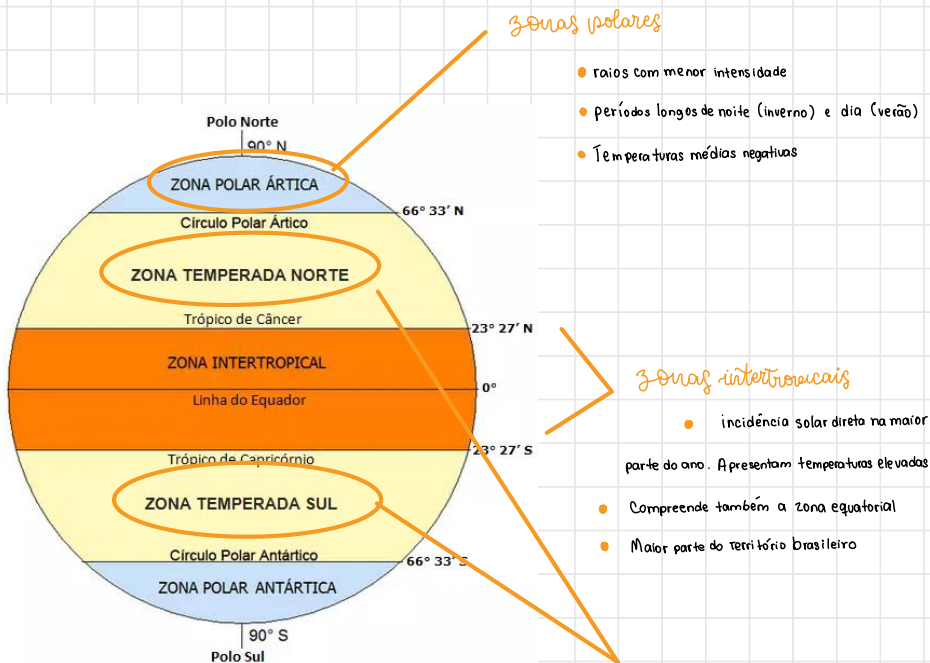 zonas polares
• raios com menor intensidade
• períodos longos de noite (inverno) e dia (verão)
• Temperaturas médias negativas
Polo Norte
90° N
ZONA POLAR ÁRTICA
66° 33′ N
Círculo Polar Ártico
ZONA TEMPERADA NORTE
Trópico de Câncer
23° 27′ N
ZONA INTERTROPICAL
0°
Linha do Equador
23° 27′ S
Trópico de Capricórnio
ZONA TEMPERADA SUL
Círculo Polar Antártico
66° 33′ S
ZONA POLAR ANTÁRTICA
90° S
Polo Sul
zonas intertropicais
• incidência solar direta na maior
parte do ano. Apresentam temperaturas elevadas
• Compreende também a zona equatorial
• Maior parte do território brasileiro